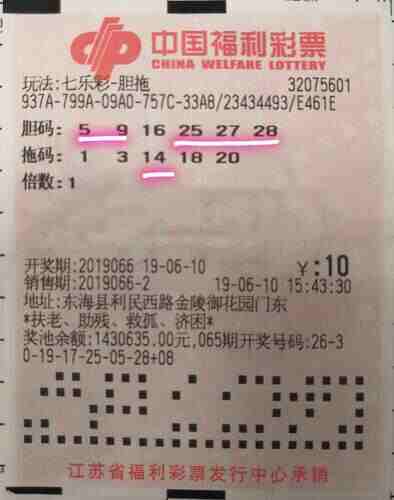 中国福利彩票
CHINA WELFARE LOTTERY
玩法:七乐彩-胆拖 32075601
937A-799A-09A0-757C-33A8/23434493/E461E
胆码: 5 9 16 25 27 28
拖码: 1 3 14 18 20
倍数:1
开奖期:2019066 19-06-10 ¥:10
销售期:2019066-2 19-06-10 15:43:30
地址:东海县利民西路金陵御花园门东
*扶老、助残、救孤、济困*
奖池余额:1430635.00元,065期开奖号码:26-3
0-19-17-25-05-28+08
江苏省福利彩票发行中心承销